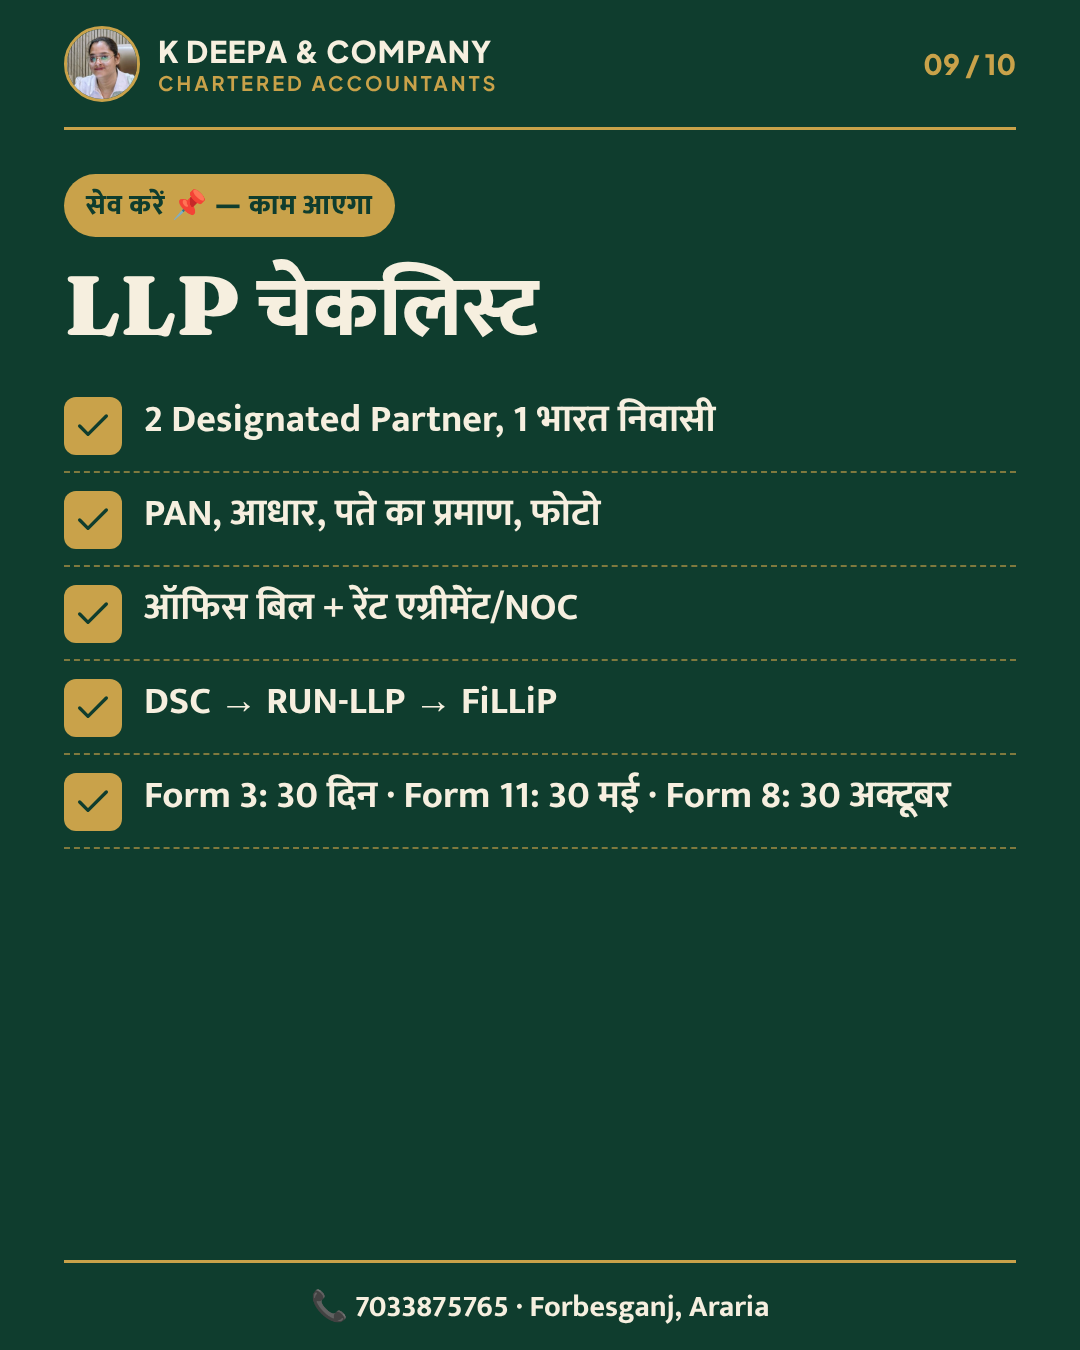 K DEEPA & COMPANY
CHARTERED ACCOUNTANTS
09 / 10
सेव करें 📌 — काम आएगा
LLP चेकलिस्ट
2 Designated Partner, 1 भारत निवासी
PAN, आधार, पते का प्रमाण, फोटो
ऑफिस बिल + रेंट एग्रीमेंट/NOC
DSC → RUN-LLP → FiLLiP
Form 3: 30 दिन · Form 11: 30 मई · Form 8: 30 अक्टूबर
📞 7033875765 · Forbesganj, Araria